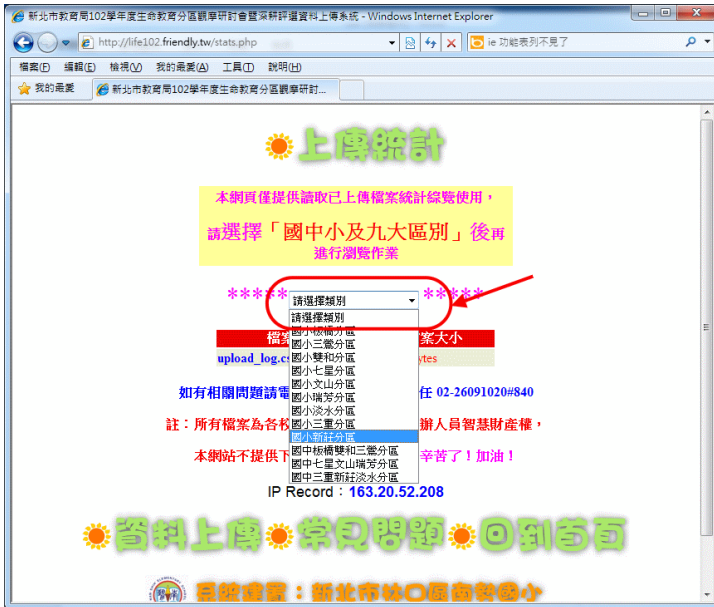 新北市教育局102學年度生命教育分區觀摩研討會暨深耕評選資料上傳系統 - Windows Internet Explorer
http://life102.friendly.tw/stats.php
ie 功能表列不見了
檔案(F) 編輯(E) 檢視(V) 我的最愛(A) 工具(T) 說明(H)
我的最愛
新北市教育局102學年度生命教育分區觀摩研討...
上傳統計
本網頁僅提供讀取已上傳檔案統計綜覽使用，
請選擇「國中小及九大區別」後再
進行瀏覽作業
*****請選擇類別*****
請選擇類別
國小板橋分區
國小三鶯分區
國小雙和分區
國小七星分區
國小文山分區
國小瑞芳分區
國小淡水分區
國小三重分區
國小新莊分區
國中板橋雙和三鶯分區
國中七星文山瑞芳分區
國中三重新莊淡水分區
檔案 案大小
upload_log.cs ytes
如有相關問題請電 任 02-26091020#840
註：所有檔案為各校 辦人員智慧財產權，
本網站不提供下 辛苦了！加油！
IP Record：163.20.52.208
資料上傳 常見問題 回到首頁
系統建置：新北市林口區南勢國小